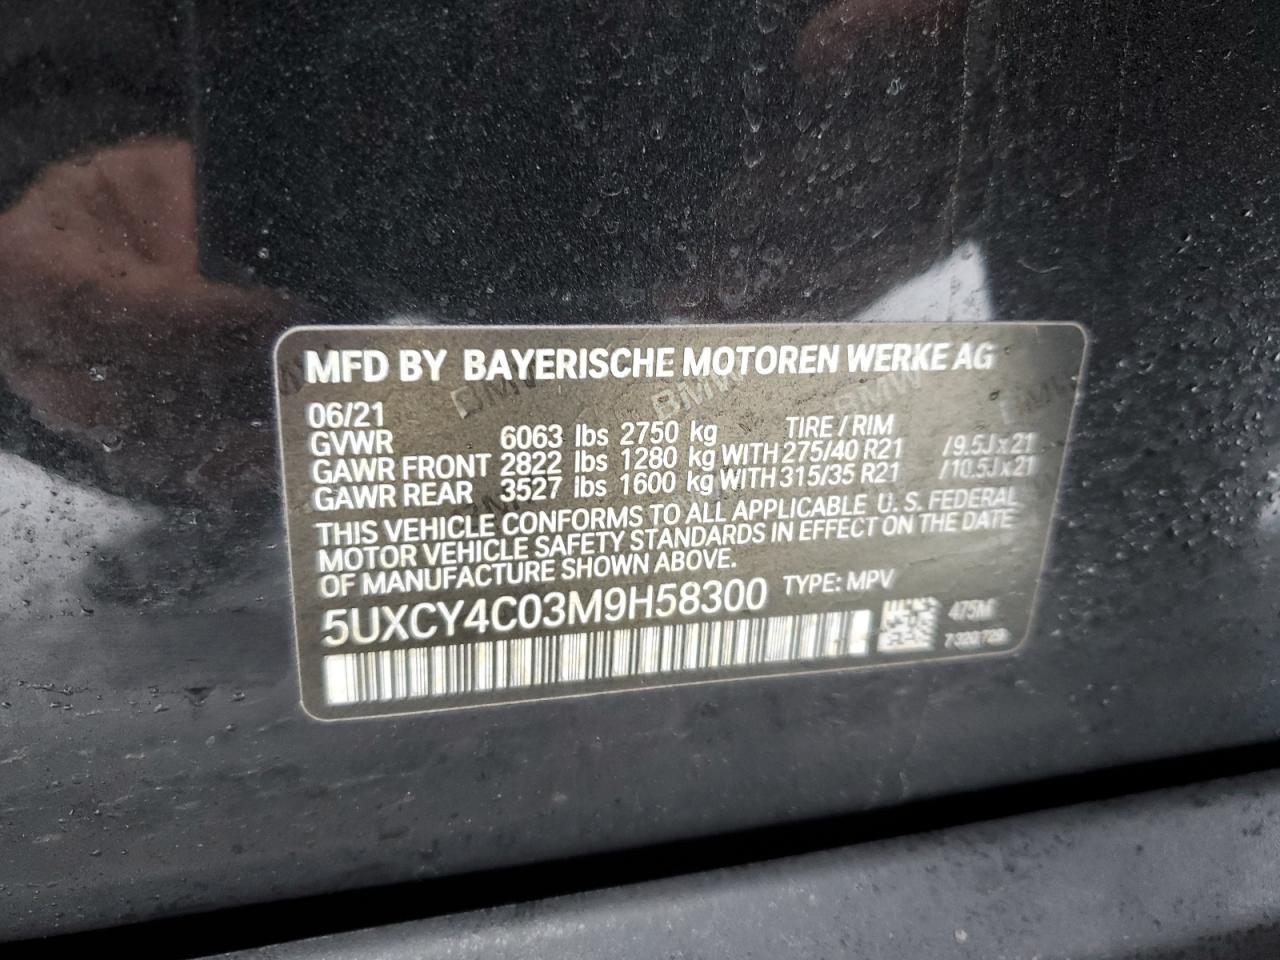 MFD BY BAYERISCHE MOTOREN WERKE AG
06/21 TIRE / RIM
GVWR 6063 lbs 2750 kg
GAWR FRONT 2822 lbs 1280 kg WITH 275/40 R21 /9.5J x 21
GAWR REAR 3527 lbs 1600 kg WITH 315/35 R21 /10.5J x 21
THIS VEHICLE CONFORMS TO ALL APPLICABLE U. S. FEDERAL
MOTOR VEHICLE SAFETY STANDARDS IN EFFECT ON THE DATE
OF MANUFACTURE SHOWN ABOVE.
5UXCY4C03M9H58300 TYPE: MPV
475M